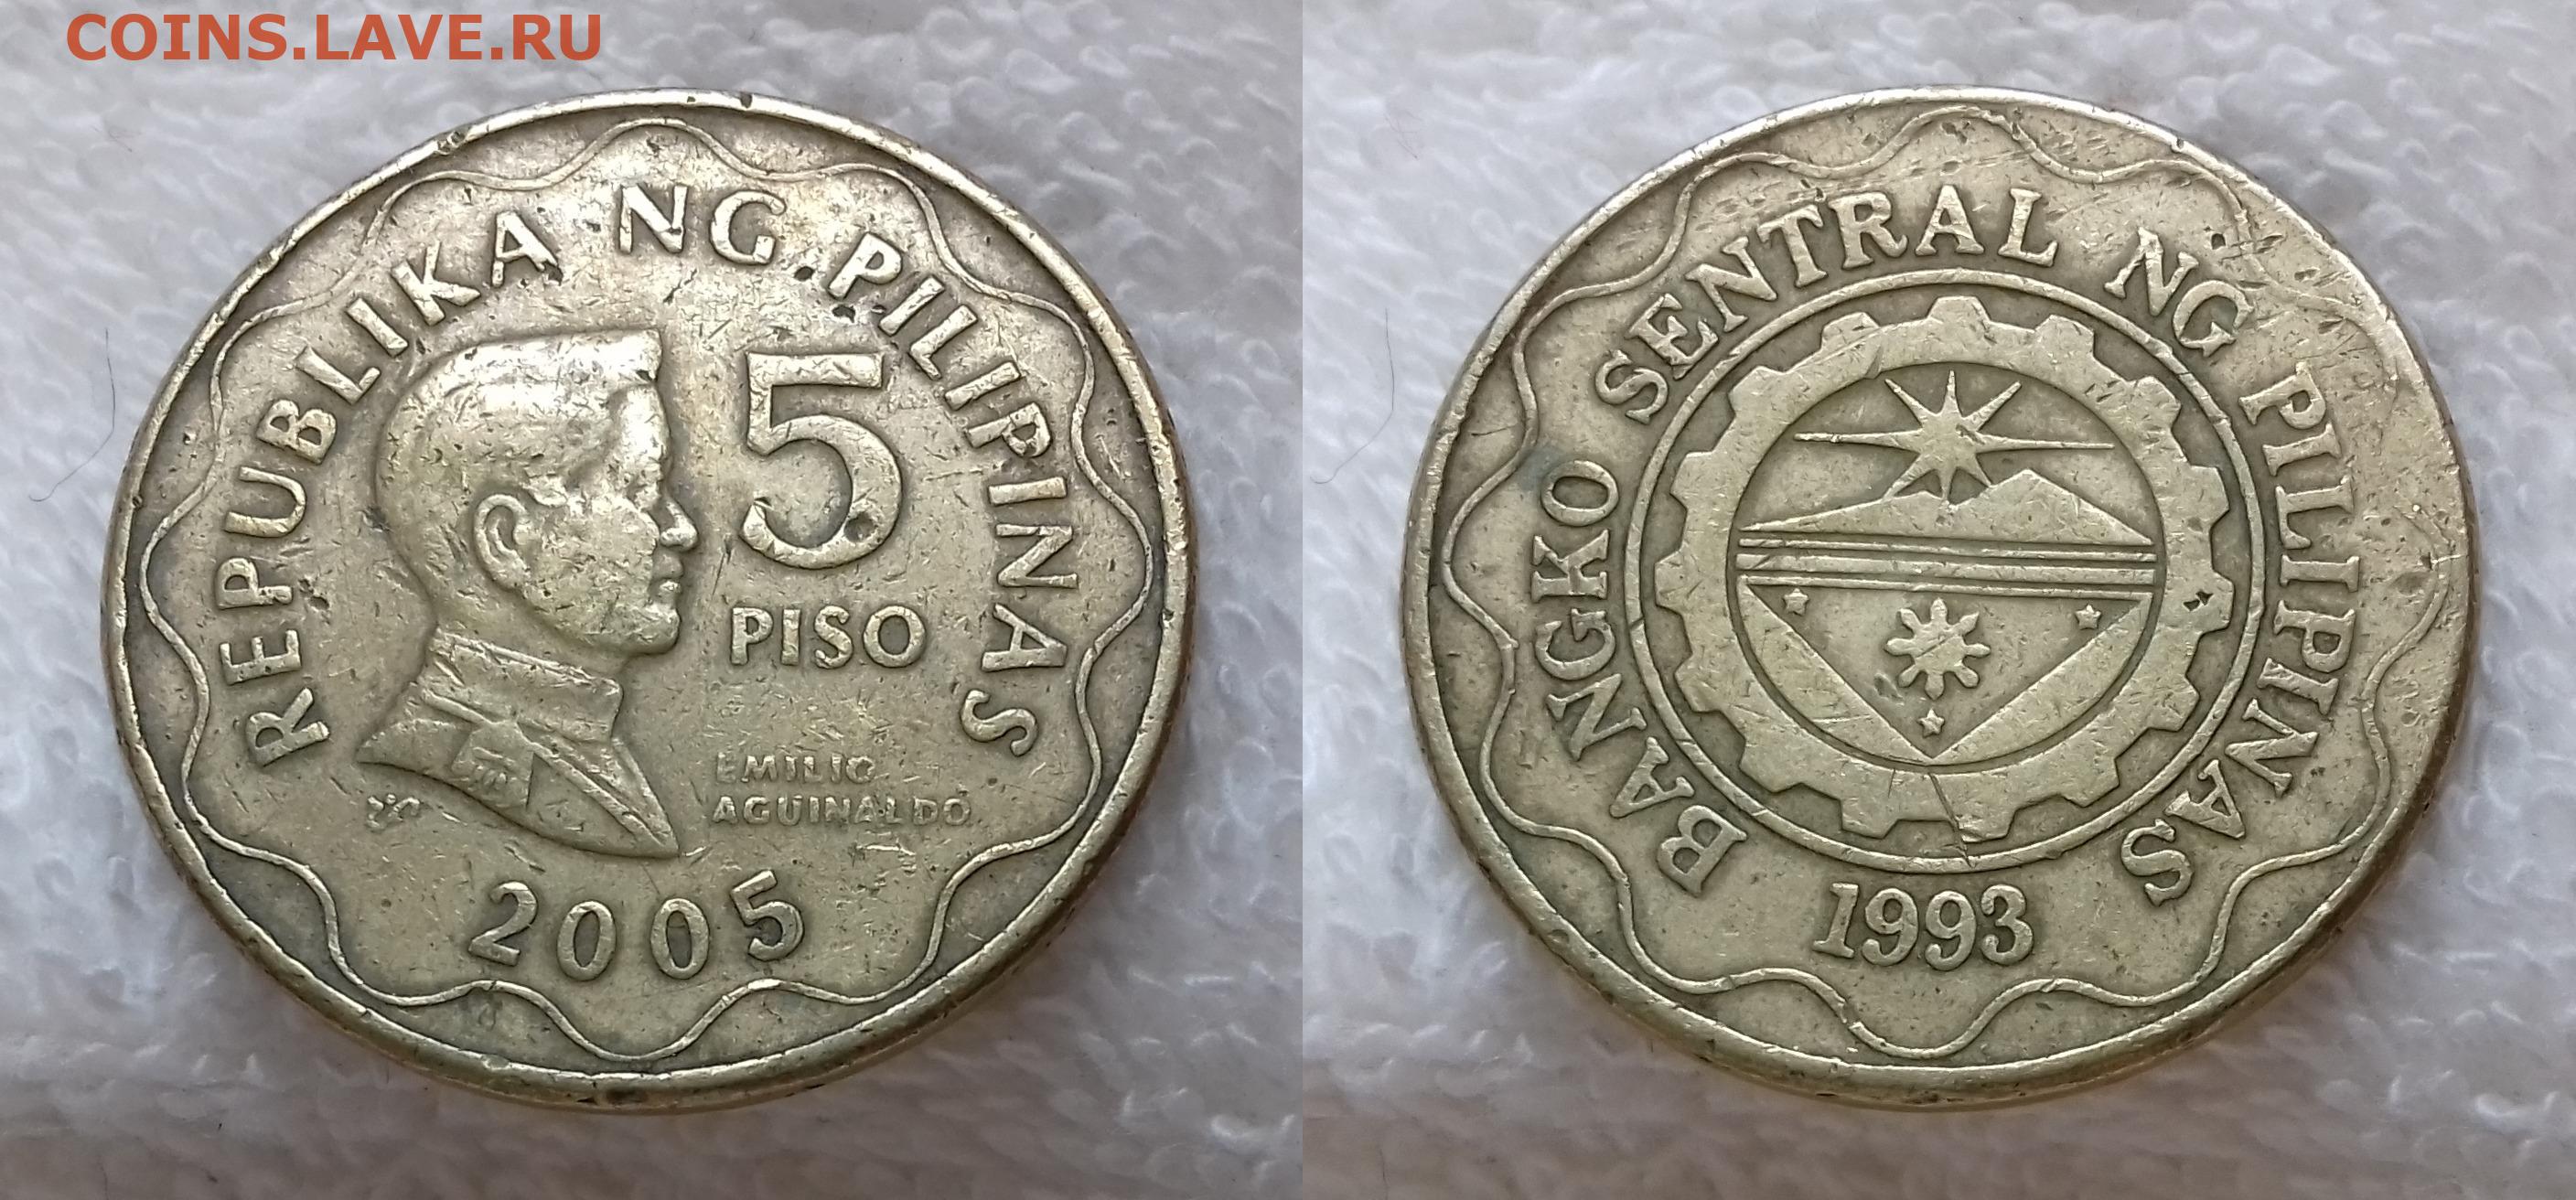 COINS.LAVE.RU
REPUBLIKA NG PILIPINAS
5
PISO
EMILIO
AGUINALDO
2005
BANGKO SENTRAL NG PILIPINAS
1993